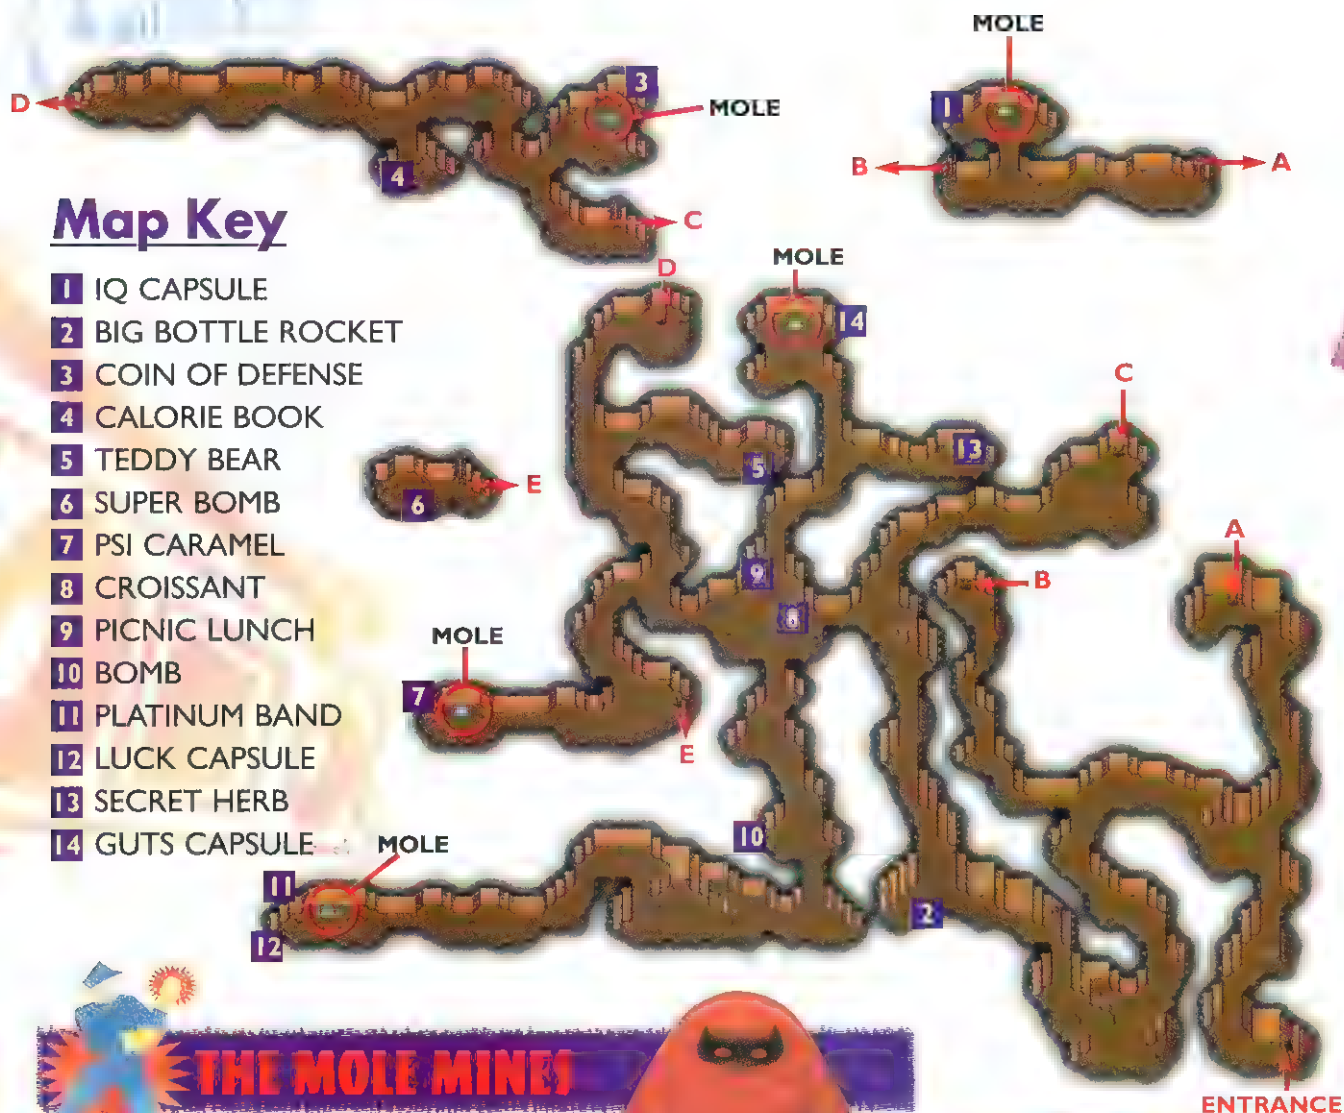 MOLE
D
3
MOLE
1
4
B
A
C
Map Key
D
MOLE
1 IQ CAPSULE
14
2 BIG BOTTLE ROCKET
3 COIN OF DEFENSE
C
4 CALORIE BOOK
13
5 TEDDY BEAR
5
E
6 SUPER BOMB
6
7 PSI CARAMEL
A
8 CROISSANT
9
B
9 PICNIC LUNCH
8
MOLE
10 BOMB
7
11 PLATINUM BAND
12 LUCK CAPSULE
E
13 SECRET HERB
10
14 GUTS CAPSULE
MOLE
11
2
12
THE MOLE MINES
ENTRANCE